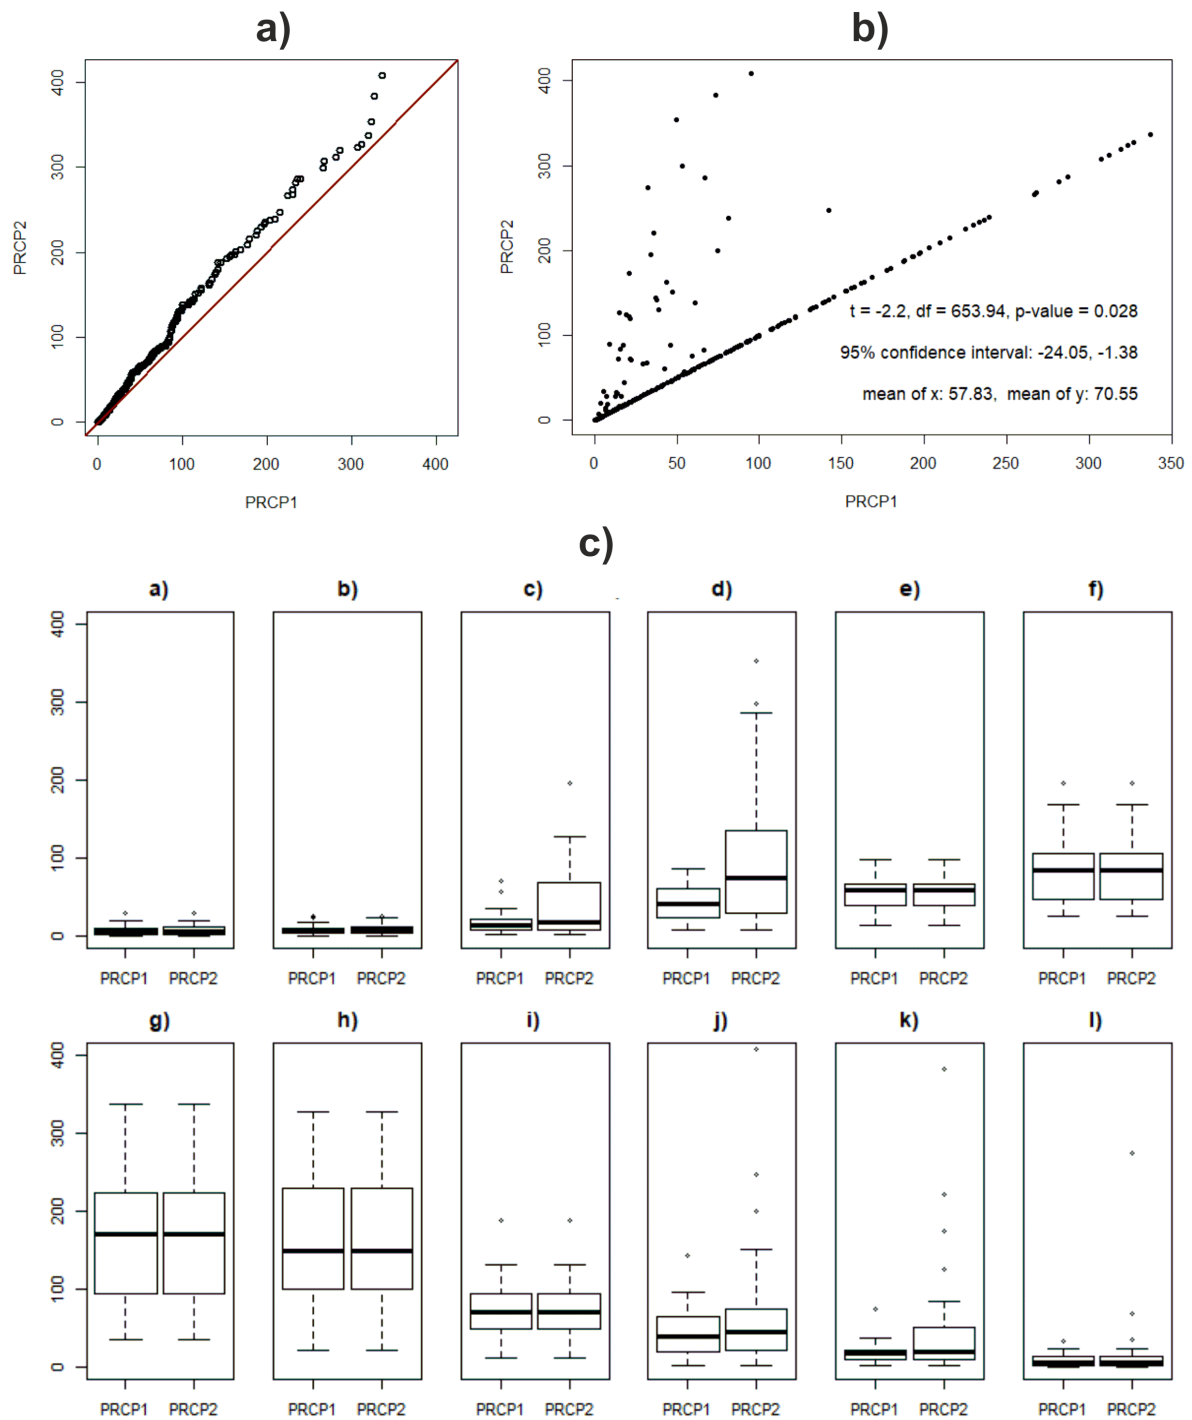 a) b)
400
300
200
100
0
PRCP2
0 100 200 300 400
PRCP1
400
300
200
100
0
PRCP2
t = -2.2, df = 653.94, p-value = 0.028
95% confidence interval: -24.05, -1.38
mean of x: 57.83, mean of y: 70.55
0 50 100 150 200 250 300 350
PRCP1
c)
a) b) c) d) e) f)
400
300
200
100
0
PRCP1 PRCP2 PRCP1 PRCP2 PRCP1 PRCP2 PRCP1 PRCP2 PRCP1 PRCP2 PRCP1 PRCP2
g) h) i) j) k) l)
400
300
200
100
0
PRCP1 PRCP2 PRCP1 PRCP2 PRCP1 PRCP2 PRCP1 PRCP2 PRCP1 PRCP2 PRCP1 PRCP2